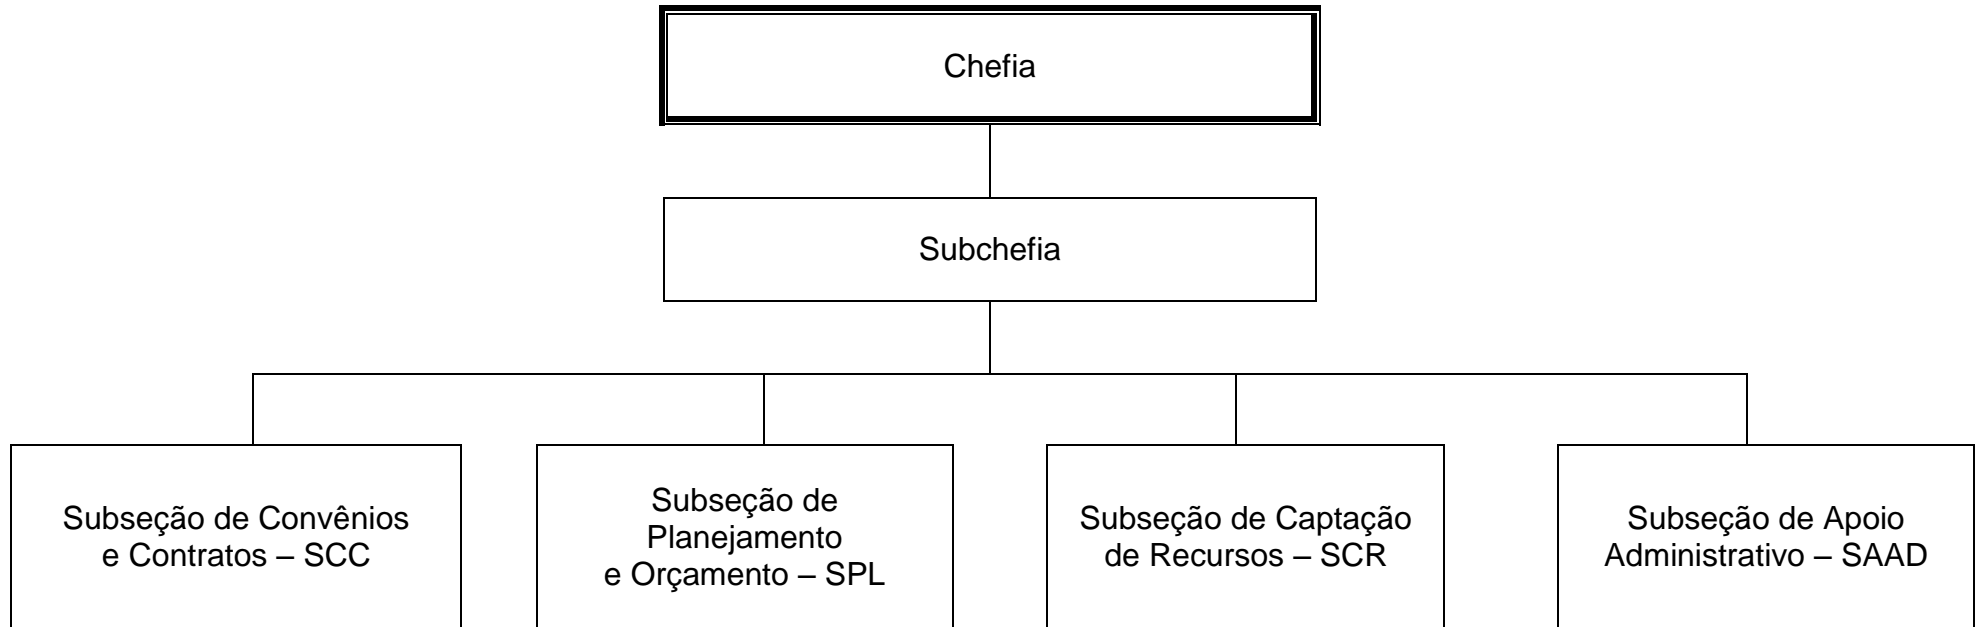 Chefia
Subchefia
Subseção de Convênios
e Contratos – SCC
Subseção de
Planejamento
e Orçamento – SPL
Subseção de Captação
de Recursos – SCR
Subseção de Apoio
Administrativo – SAAD